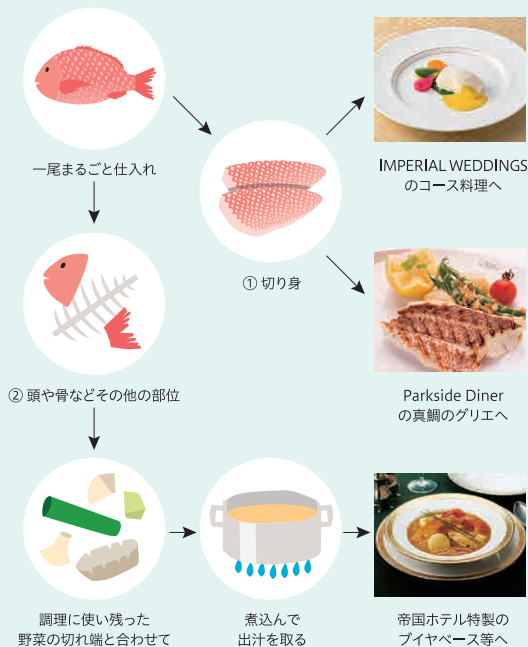 一尾まるごと仕入れ
① 切り身
IMPERIAL WEDDINGS
のコース料理へ
② 頭や骨などその他の部位
Parkside Diner
の真鯛のグリエへ
調理に使い残った
野菜の切れ端と合わせて
煮込んで
出汁を取る
帝国ホテル特製の
ブイヤベース等へ